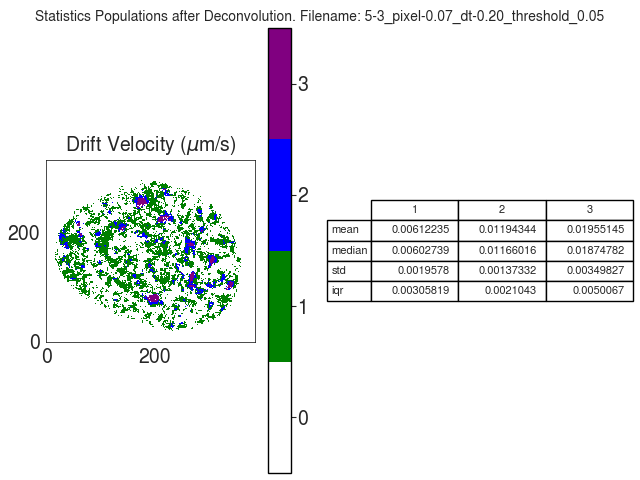 Statistics Populations after Deconvolution. Filename: 5-3_pixel-0.07_dt-0.20_threshold_0.05
Drift Velocity (μm/s)
200
0
0 200
3
2
1
0
1 2 3
mean 0.00612235 0.01194344 0.01955145
median 0.00602739 0.01166016 0.01874782
std 0.0019578 0.00137332 0.00349827
iqr 0.00305819 0.0021043 0.0050067